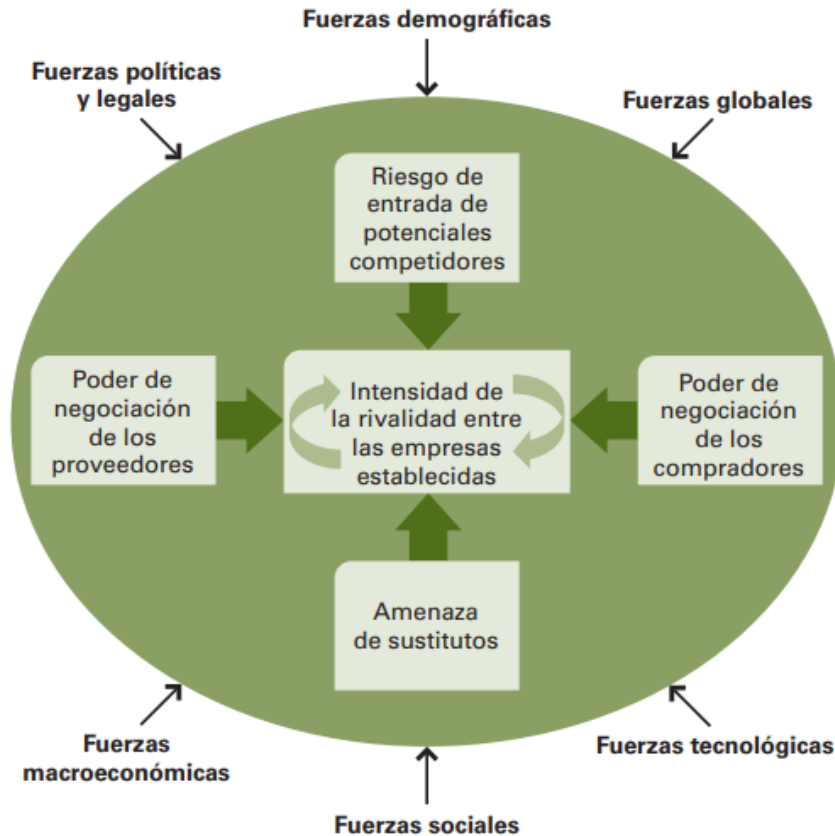 Fuerzas demográficas
Fuerzas políticas
y legales
Fuerzas globales
Riesgo de
entrada de
potenciales
competidores
Poder de
negociación
de los
proveedores
Intensidad de
la rivalidad entre
las empresas
establecidas
Poder de
negociación
de los
compradores
Amenaza
de sustitutos
Fuerzas
macroeconómicas
Fuerzas tecnológicas
Fuerzas sociales